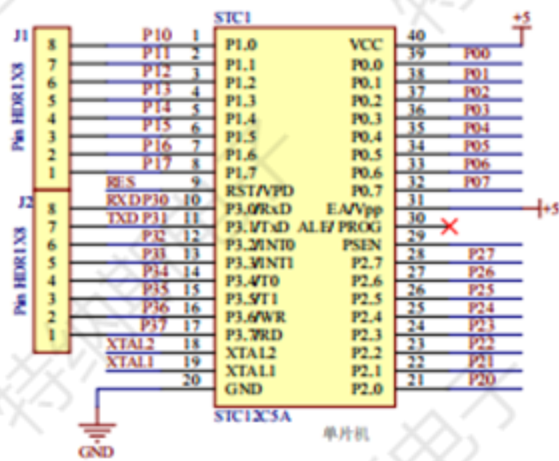 STC1
+5
J1
8 P10 1 P1.0 VCC 40
7 P11 2 P1.1 P0.0 39 P00
6 P12 3 P1.2 P0.1 38 P01
5 P13 4 P1.3 P0.2 37 P02
4 P14 5 P1.4 P0.3 36 P03
3 P15 6 P1.5 P0.4 35 P04
2 P16 7 P1.6 P0.5 34 P05
1 P17 8 P1.7 P0.6 33 P06
Pin HDR1X8
RES 9 RST/VPD P0.7 32 P07
J2
8 RXDP30 10 P3.0/RxD EA/Vpp 31 +5
7 TXD P31 11 P3.1/TxD ALE/PROG 30
6 P32 12 P3.2/INT0 PSEN 29
5 P33 13 P3.3/INT1 P2.7 28 P27
4 P34 14 P3.4/T0 P2.6 27 P26
3 P35 15 P3.5/T1 P2.5 26 P25
2 P36 16 P3.6/WR P2.4 25 P24
1 P37 17 P3.7/RD P2.3 24 P23
Pin HDR1X8
XTAL2 18 XTAL2 P2.2 23 P22
XTAL1 19 XTAL1 P2.1 22 P21
20 GND P2.0 21 P20
STC12C5A
单片机
GND
特纳斯电子